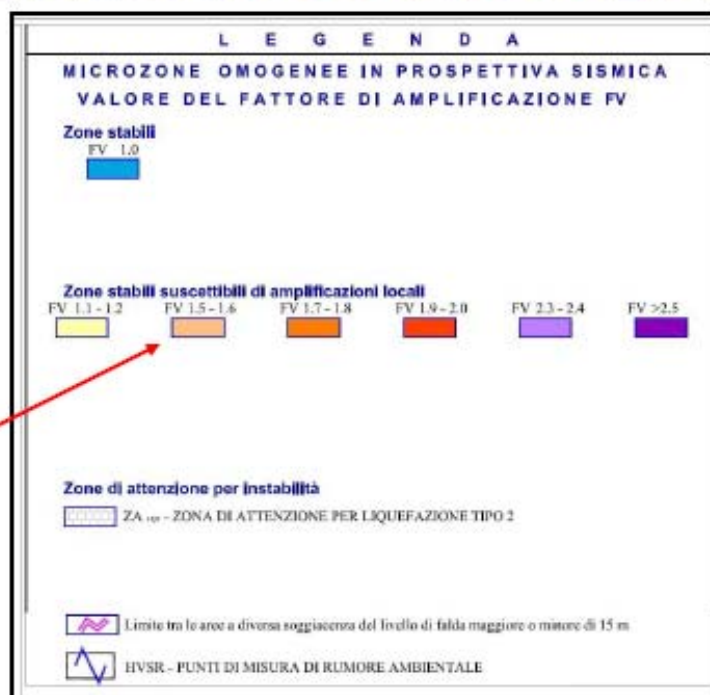 L E G E N D A
MICROZONE OMOGENEE IN PROSPETTIVA SISMICA
VALORE DEL FATTORE DI AMPLIFICAZIONE FV
Zone stabili
FV 1.0
Zone stabili suscettibili di amplificazioni locali
FV 1.1 - 1.2 FV 1.5 - 1.6 FV 1.7 - 1.8 FV 1.9 - 2.0 FV 2.3 - 2.4 FV >2.5
Zone di attenzione per instabilità
ZA - ZONA DI ATTENZIONE PER LIQUEFAZIONE TIPO 2
Limite tra le aree a diversa soggiacenza del livello di falda maggiore o minore di 15 m
HVSR - PUNTI DI MISURA DI RUMORE AMBIENTALE